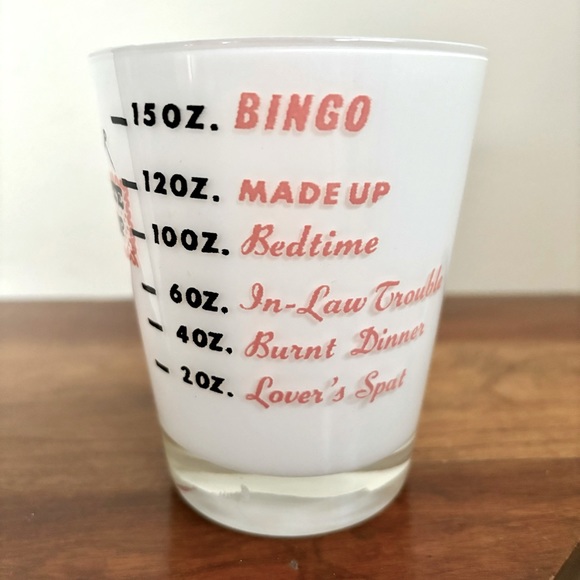 15OZ. BINGO
12OZ. MADE UP
10OZ. Bedtime
6OZ. In-Law Trouble
4OZ. Burnt Dinner
2OZ. Lover's Spat